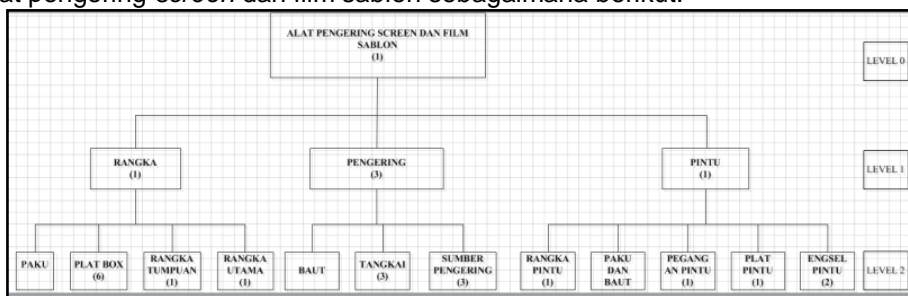 at pengering screen dan film sablon sebagaimana berikut:
ALAT PENGERING SCREEN DAN FILM
SABLON
(1)
LEVEL 0
RANGKA
(1)
PENGERING
(3)
PINTU
(1)
LEVEL 1
PAKU
PLAT BOX
(6)
RANGKA
TUMPUAN
(1)
RANGKA
UTAMA
(1)
BAUT
TANGKAI
(3)
SUMBER
PENGERING
(3)
RANGKA
PINTU
(1)
PAKU
DAN
BAUT
PEGANG
AN PINTU
(1)
PLAT
PINTU
(1)
ENGSEL
PINTU
(2)
LEVEL 2